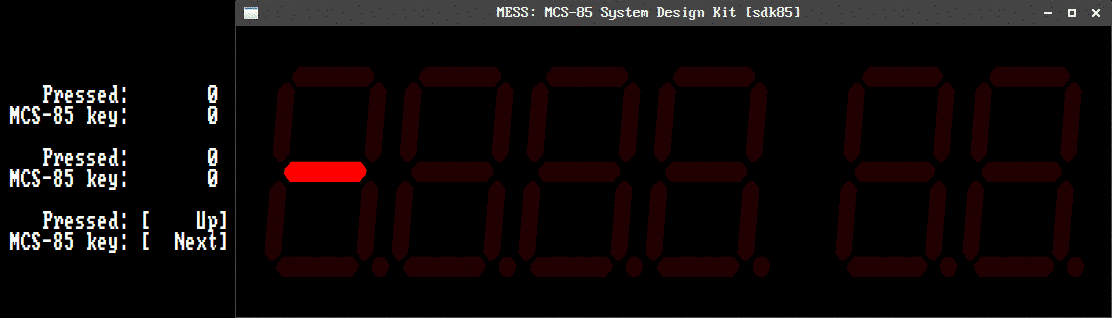 MESS: MCS-85 System Design Kit [sdk85]
Pressed: 0
MCS-85 key: 0
Pressed: 0
MCS-85 key: 0
Pressed: [ Up]
MCS-85 key: [ Next]